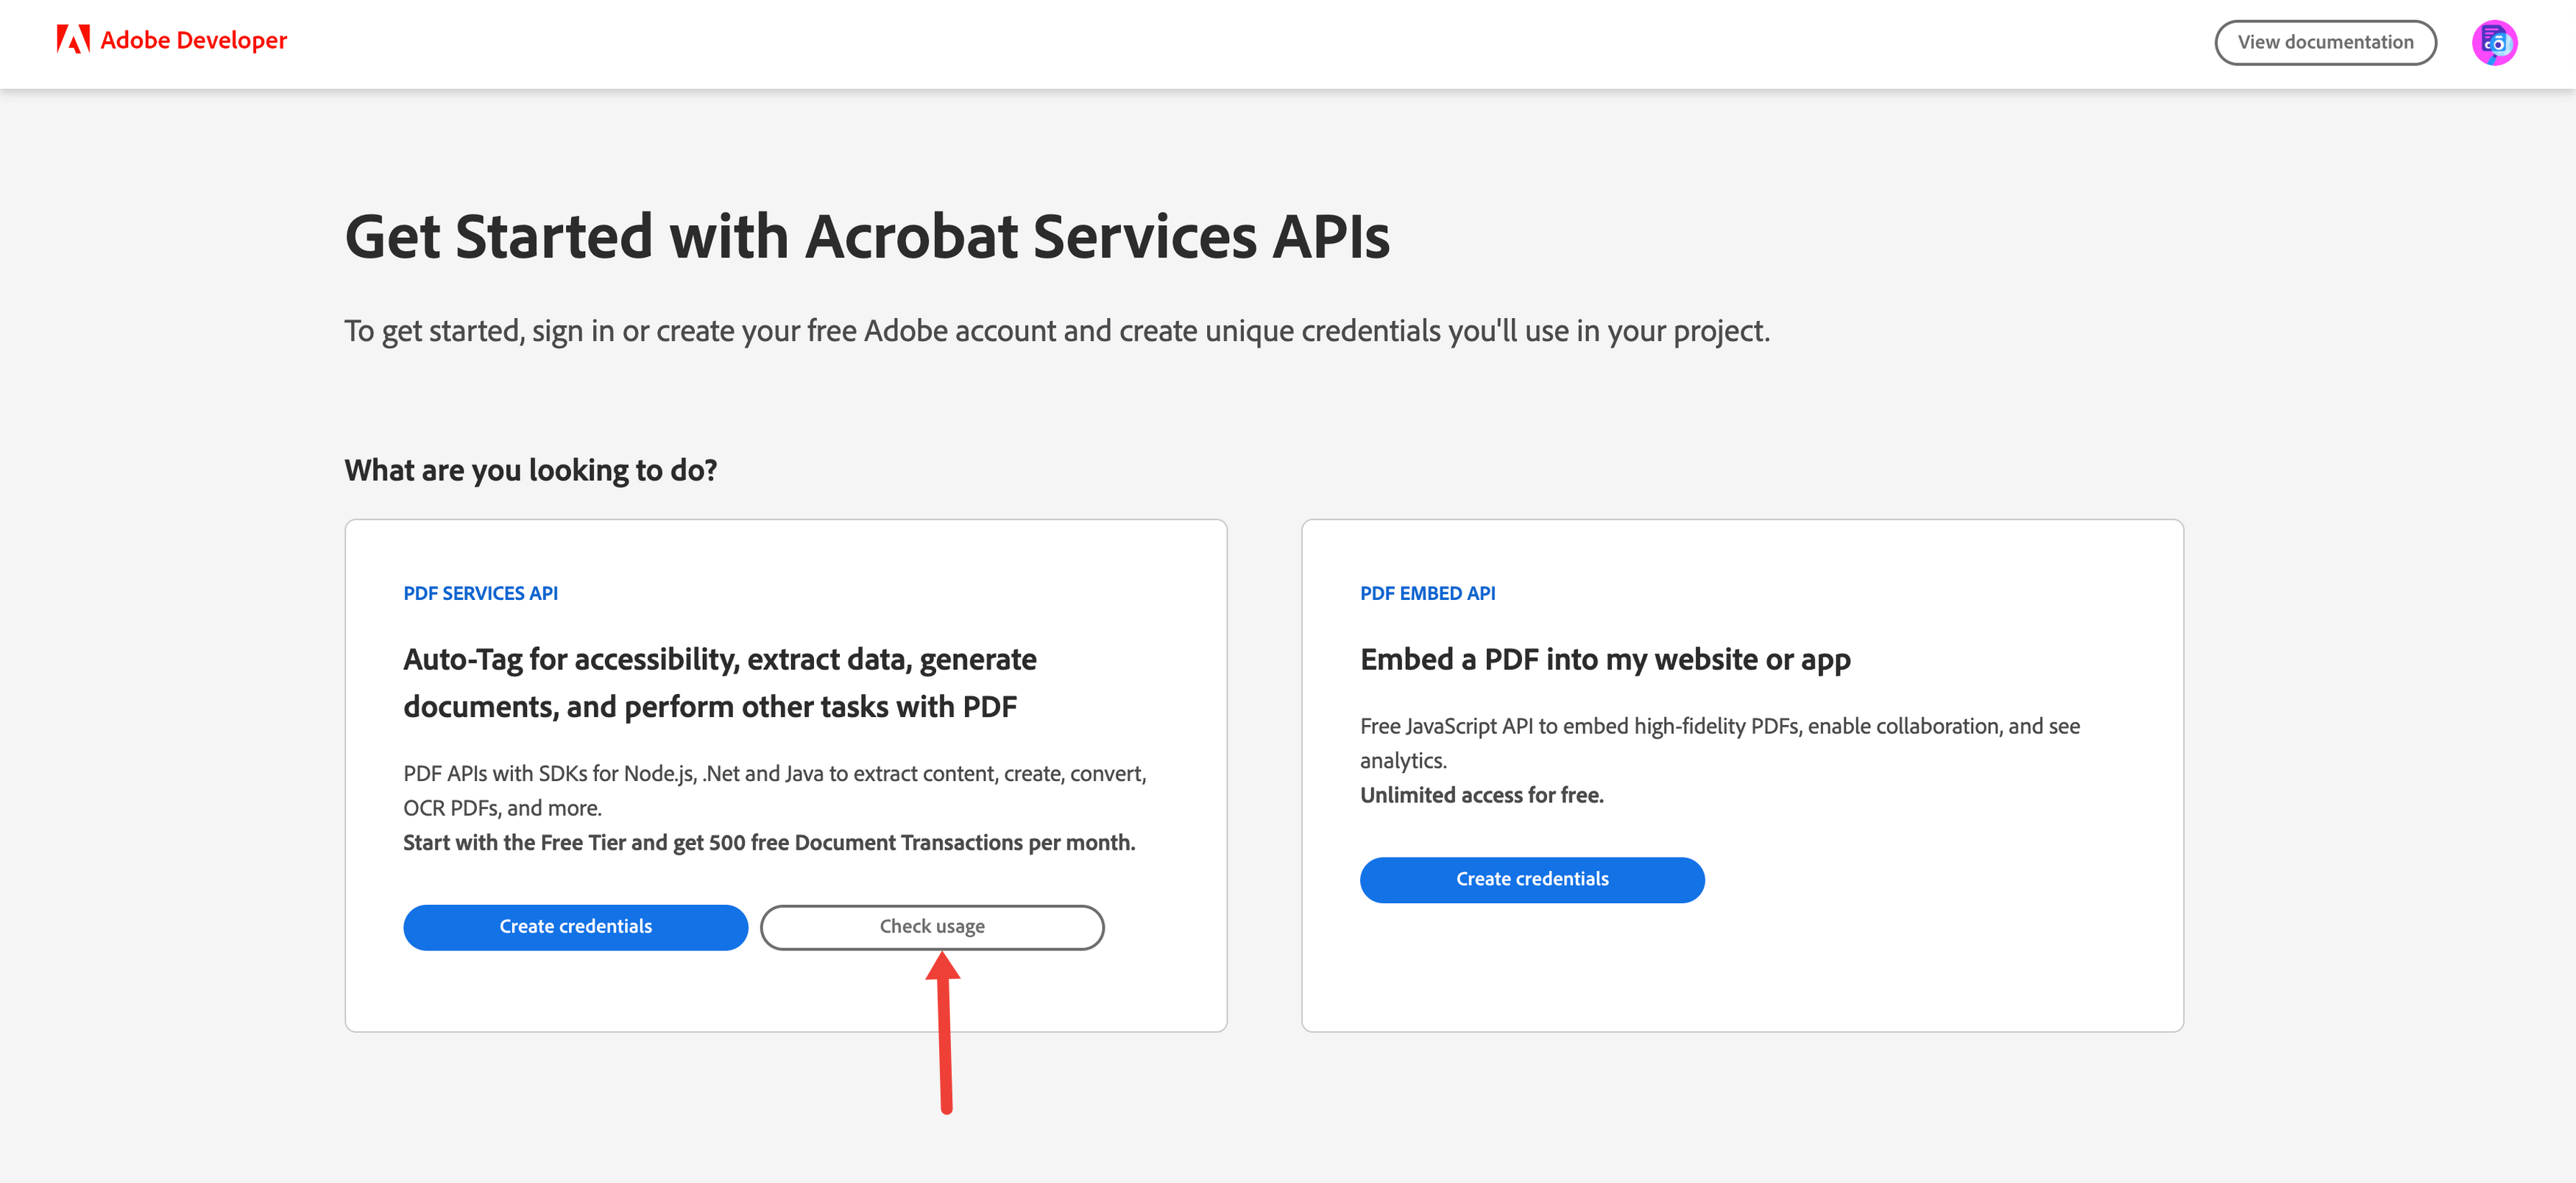 Adobe Developer
View documentation
Get Started with Acrobat Services APIs
To get started, sign in or create your free Adobe account and create unique credentials you'll use in your project.
What are you looking to do?
PDF SERVICES API
Auto-Tag for accessibility, extract data, generate
documents, and perform other tasks with PDF
PDF APIs with SDKs for Node.js, .Net and Java to extract content, create, convert,
OCR PDFs, and more.
Start with the Free Tier and get 500 free Document Transactions per month.
Create credentials
Check usage
PDF EMBED API
Embed a PDF into my website or app
Free JavaScript API to embed high-fidelity PDFs, enable collaboration, and see
analytics.
Unlimited access for free.
Create credentials